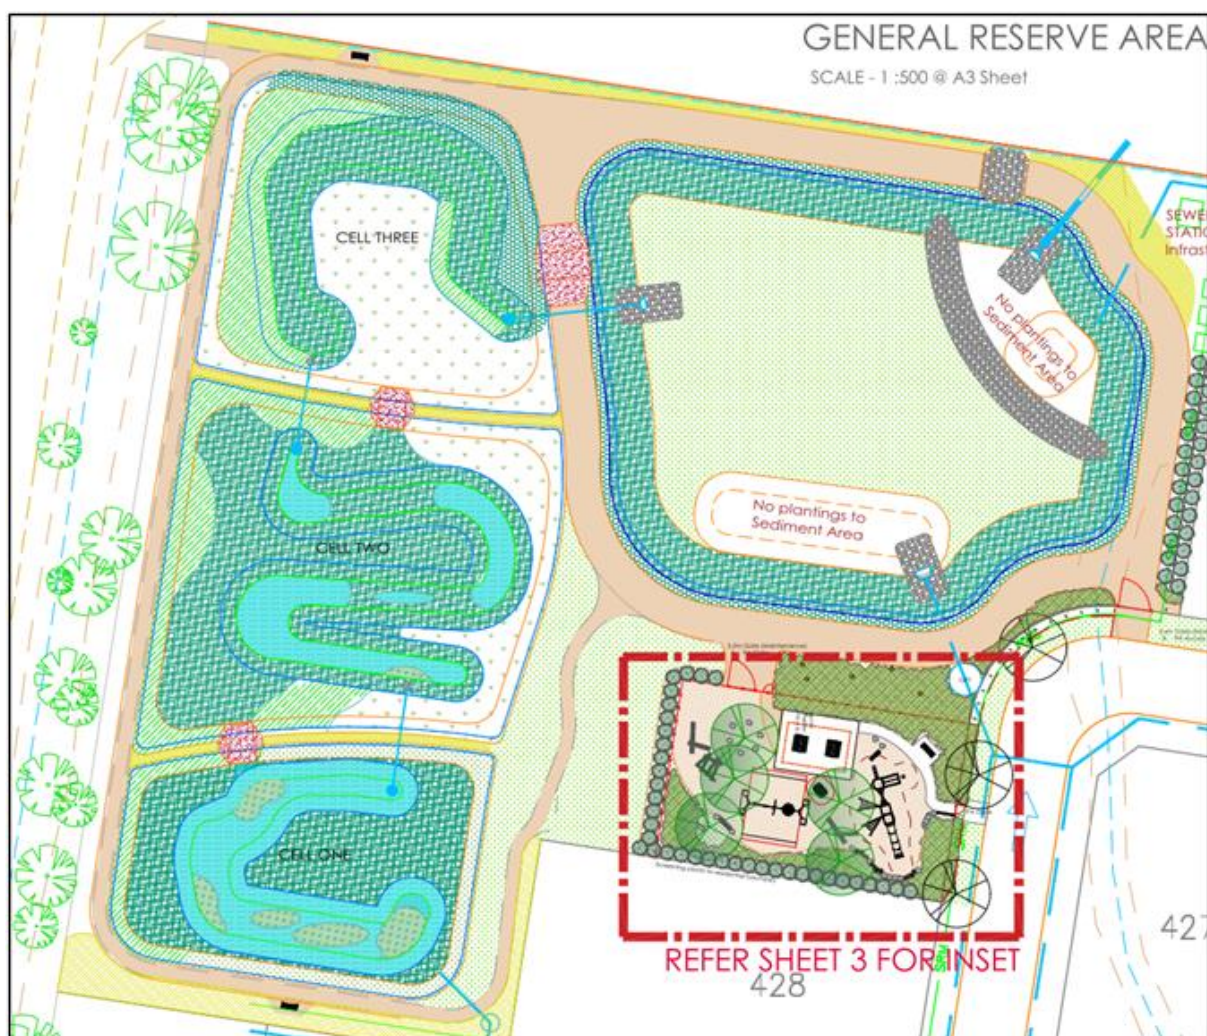 GENERAL RESERVE AREA
SCALE - 1 :500 @ A3 Sheet
CELL THREE
No plantings to
Sediment Area
No plantings to
Sediment Area
CELL TWO
CELL ONE
REFER SHEET 3 FOR INSET
428
427